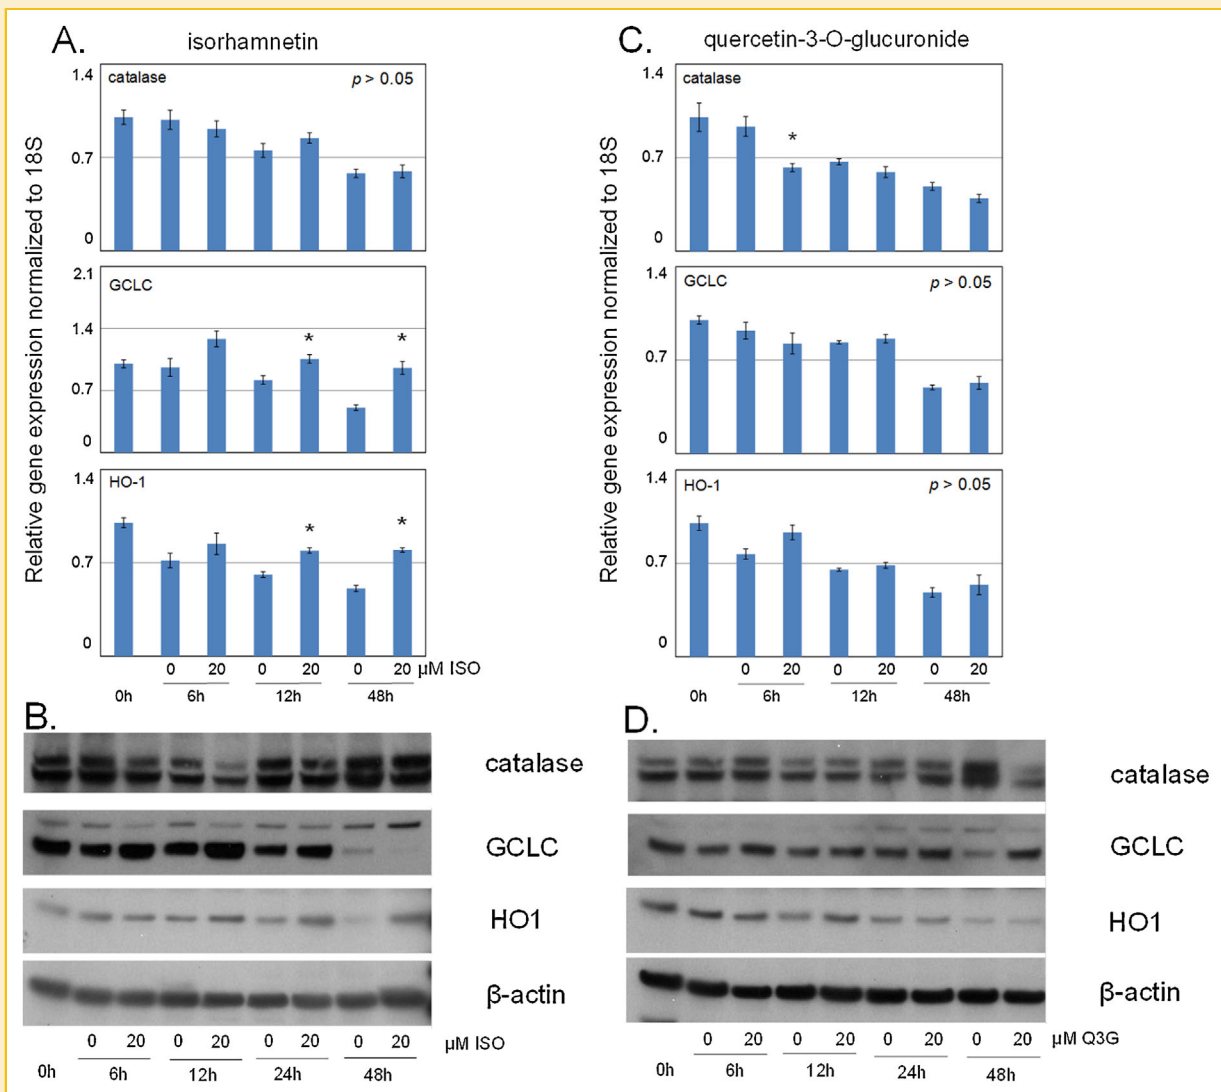 A.
isorhamnetin
Relative gene expression normalized to 18S
1.4
catalase
p > 0.05
0.7
0
2.1
GCLC
1.4
* *
0.7
0
1.4
HO-1
* *
0.7
0
0 20 0 20 0 20 µM ISO
0h 6h 12h 48h
B.
catalase
GCLC
HO1
β-actin
0 20 0 20 0 20 0 20 µM ISO
0h 6h 12h 24h 48h
C.
quercetin-3-O-glucuronide
Relative gene expression normalized to 18S
1.4
catalase
*
0.7
0
1.4
GCLC
p > 0.05
0.7
0
1.4
HO-1
p > 0.05
0.7
0
0 20 0 20 0 20
0h 6h 12h 48h
D.
catalase
GCLC
HO1
β-actin
0 20 0 20 0 20 0 20 µM Q3G
0h 6h 12h 24h 48h